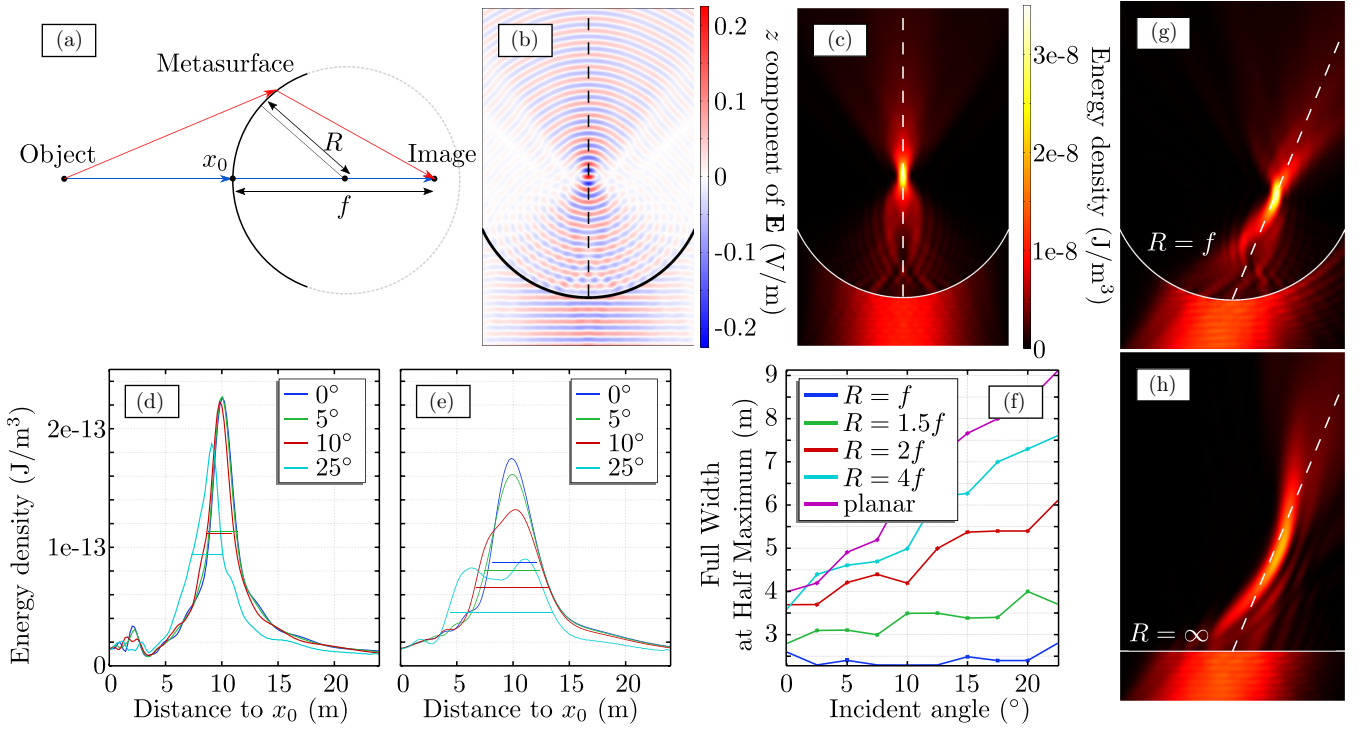 (a)
Metasurface
Object
x₀
R
Image
f
(b)
0.2
0.1
0
-0.1
-0.2
z component of E (V/m)
(c)
3e-8
2e-8
1e-8
0
Energy density (J/m³)
(g)
R = f
(d)
0°
5°
10°
25°
2e-13
1e-13
0
Energy density (J/m³)
0 5 10 15 20
Distance to x₀ (m)
(e)
0°
5°
10°
25°
0 5 10 15 20
Distance to x₀ (m)
(f)
R = f
R = 1.5f
R = 2f
R = 4f
planar
9
8
7
6
5
4
3
Full Width
at Half Maximum (m)
0 5 10 15 20
Incident angle (°)
(h)
R = ∞